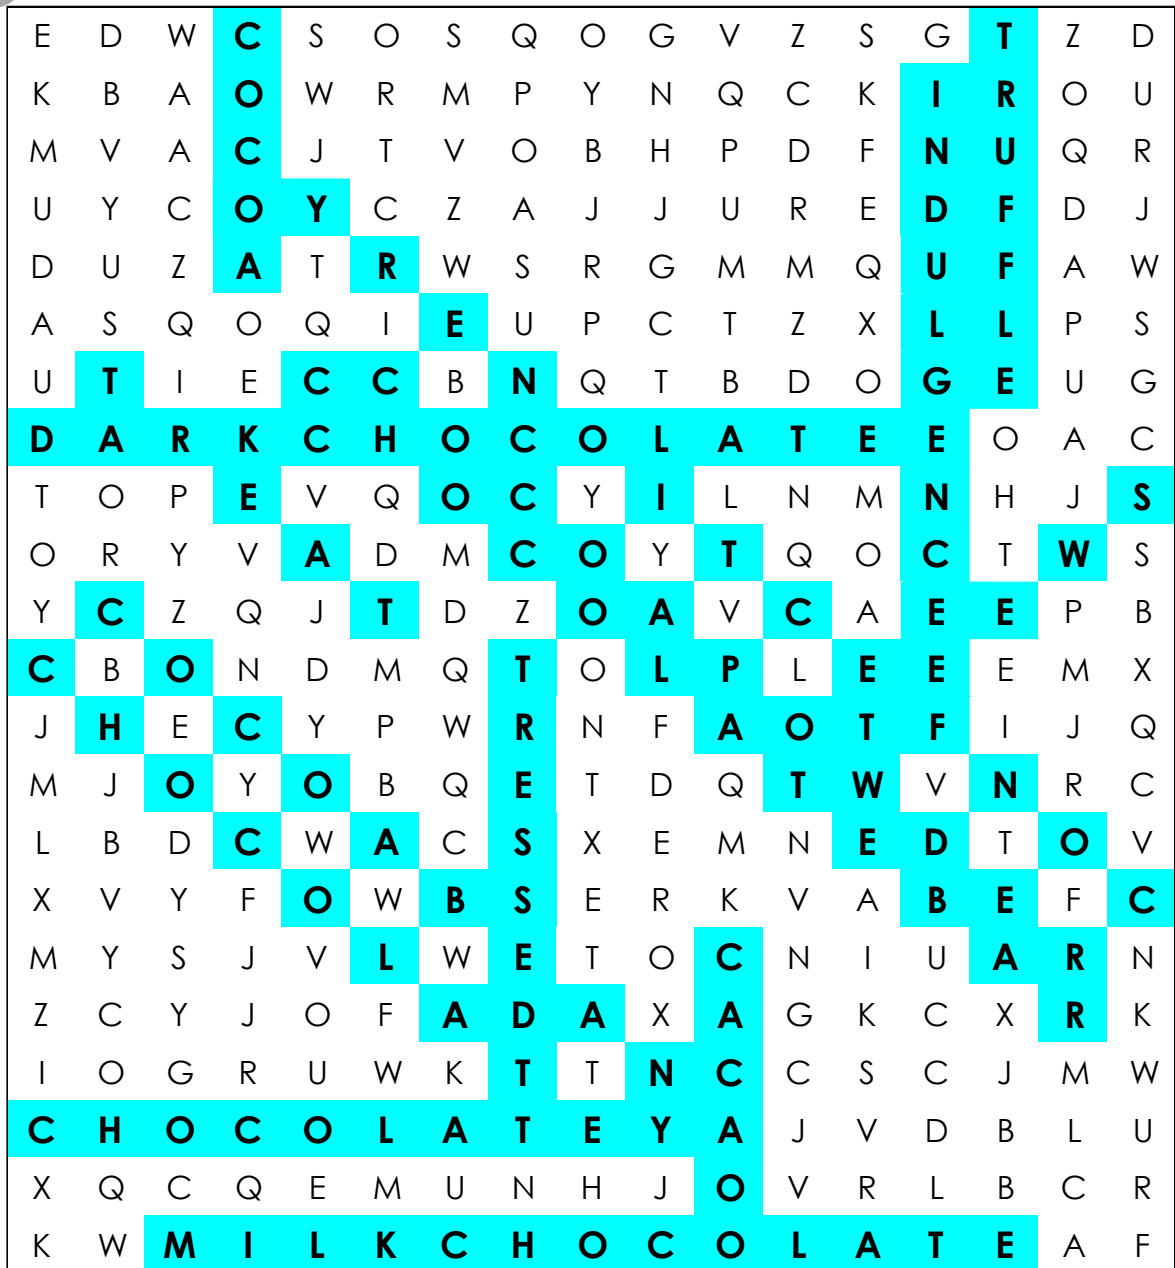 E D W C S O S Q O G V Z S G T Z D
K B A O W R M P Y N Q C K I R O U
M V A C J T V O B H P D F N U Q R
U Y C O Y C Z A J J U R E D F D J
D U Z A T R W S R G M M Q U F A W
A S Q O Q I E U P C T Z X L L P S
U T I E C C B N Q T B D O G E U G
D A R K C H O C O L A T E E O A C
T O P E V Q O C Y I L N M N H J S
O R Y V A D M C O Y T Q O C T W S
Y C Z Q J T D Z O A V C A E E P B
C B O N D M Q T O L P L E E E M X
J H E C Y P W R N F A O T F I J Q
M J O Y O B Q E T D Q T W V N R C
L B D C W A C S X E M N E D T O V
X V Y F O W B S E R K V A B E F C
M Y S J V L W E T O C N I U A R N
Z C Y J O F A D A X A G K C X R K
I O G R U W K T T N C C S C J M W
C H O C O L A T E Y A J V D B L U
X Q C Q E M U N H J O V R L B C R
K W M I L K C H O C O L A T E A F